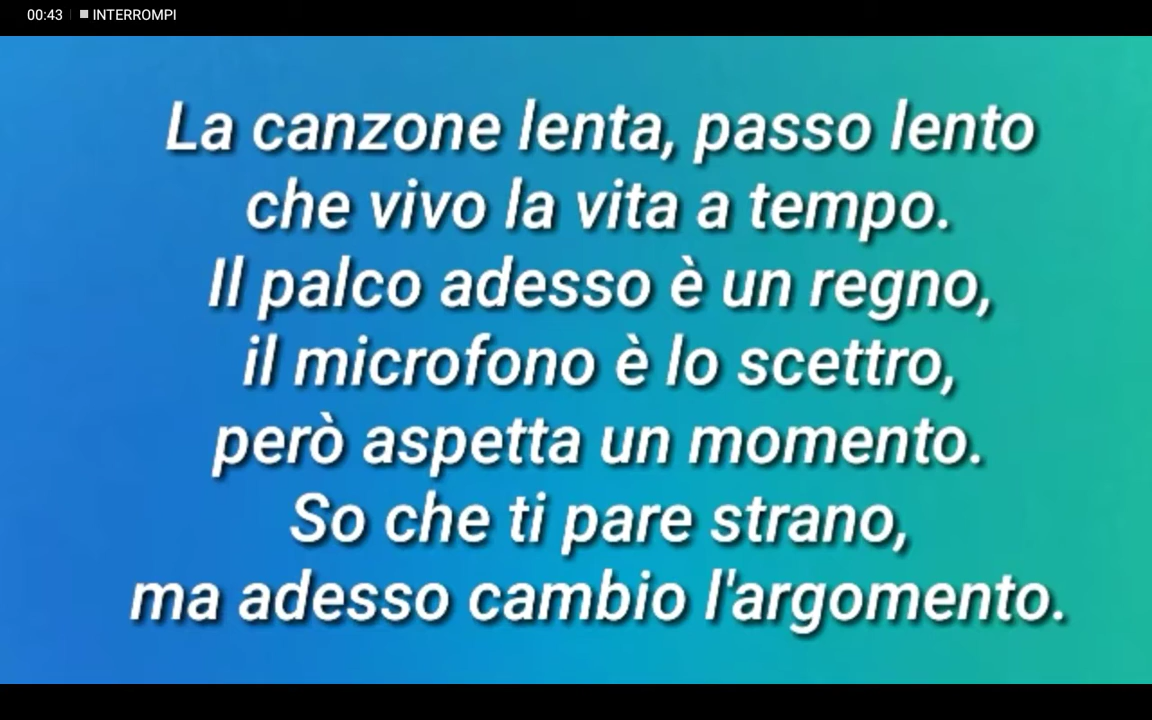 00:43 INTERROMPI
La canzone lenta, passo lento
che vivo la vita a tempo.
Il palco adesso è un regno,
il microfono è lo scettro,
però aspetta un momento.
So che ti pare strano,
ma adesso cambio l'argomento.